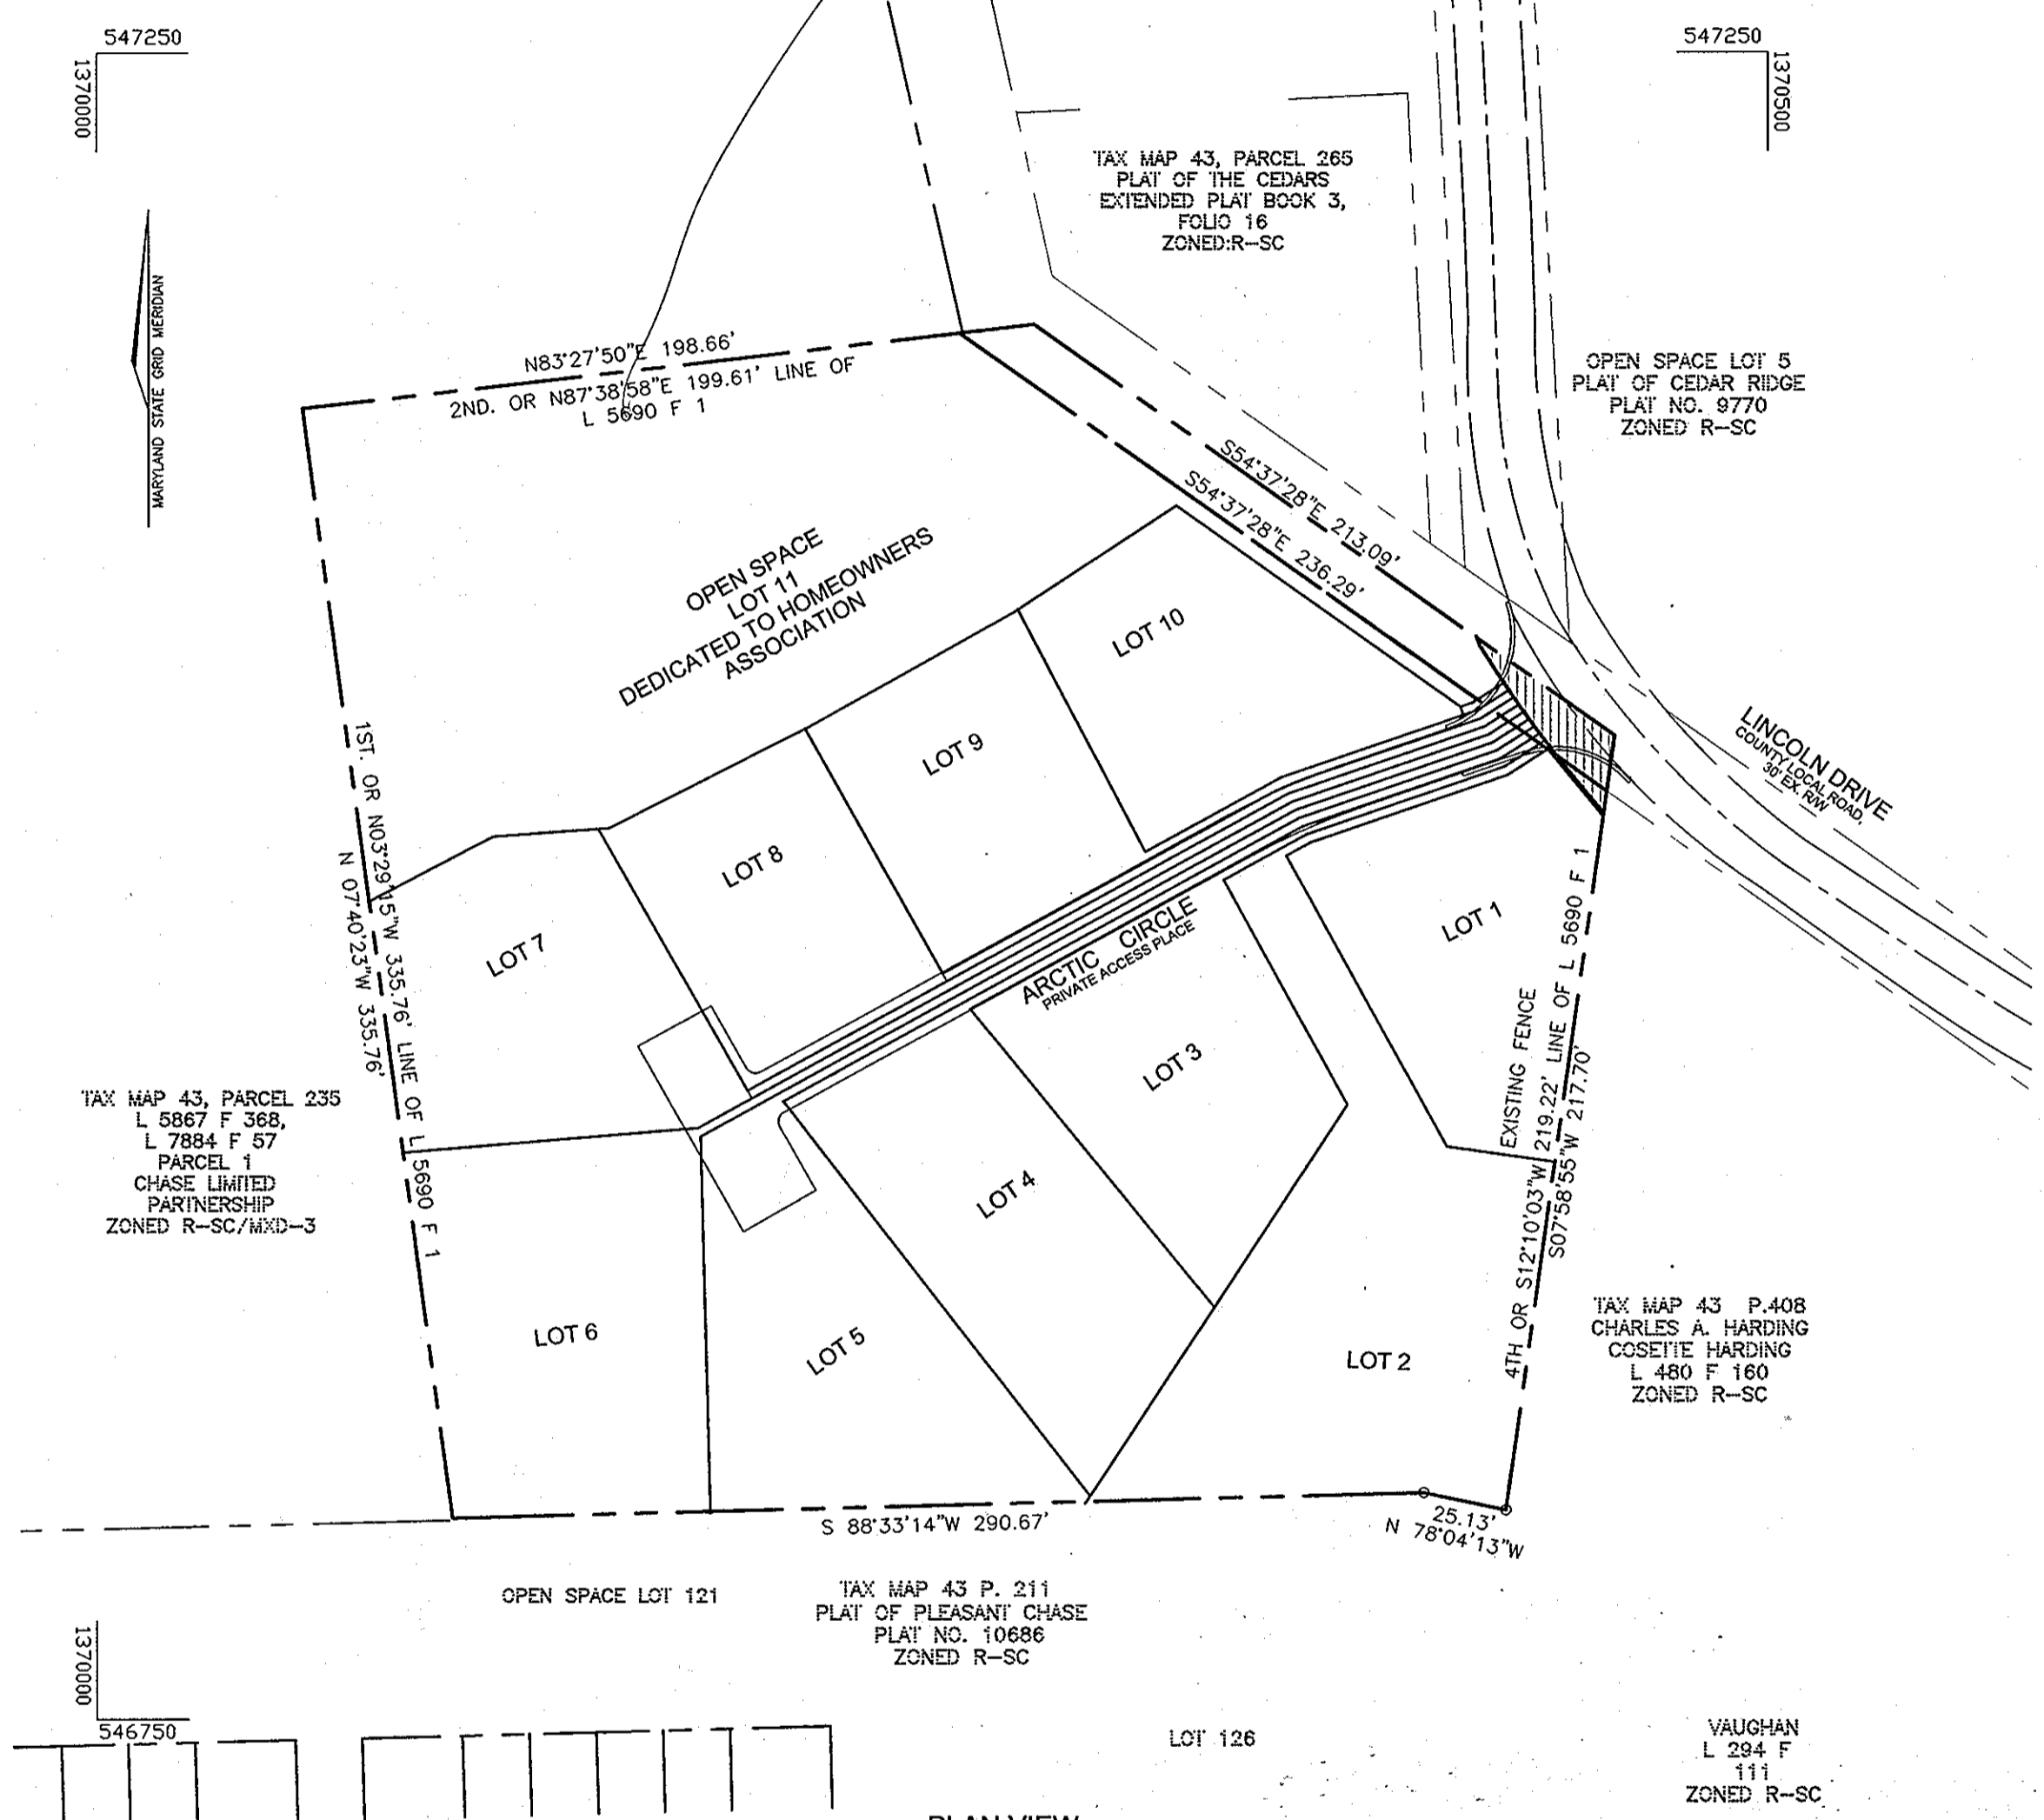 547250
1370000
547250
1370500
TAX MAP 43, PARCEL 265
PLAT OF THE CEDARS
EXTENDED PLAT BOOK 3,
FOLIO 16
ZONED:R-SC
MARYLAND STATE GRID MERIDIAN
N83°27'50"E 198.66'
2ND. OR N87°38'58"E 199.61' LINE OF
L 5690 F 1
OPEN SPACE LOT 5
PLAT OF CEDAR RIDGE
PLAT NO. 9770
ZONED R-SC
S54°37'28"E 213.09'
S54°37'28"E 236.29'
OPEN SPACE
LOT 11
DEDICATED TO HOMEOWNERS
ASSOCIATION
LOT 10
LOT 9
LOT 8
LOT 7
LINCOLN DRIVE
COUNTY LOCAL ROAD,
30' EX. R/W
1ST. OR N03°29'15"W 335.76' LINE OF L 5690 F 1
N 07°40'23"W 335.76'
ARCTIC CIRCLE
PRIVATE ACCESS PLACE
LOT 1
EXISTING FENCE
4TH OR S12°10'03"W 219.22' LINE OF L 5690 F 1
S07°58'55"W 217.70'
LOT 3
LOT 4
TAX MAP 43, PARCEL 235
L 5867 F 368,
L 7884 F 57
PARCEL 1
CHASE LIMITED
PARTNERSHIP
ZONED R-SC/MXD-3
LOT 6
LOT 5
LOT 2
TAX MAP 43 P.408
CHARLES A. HARDING
COSETTE HARDING
L 480 F 160
ZONED R-SC
S 88°33'14"W 290.67'
25.13'
N 78°04'13"W
OPEN SPACE LOT 121
TAX MAP 43 P. 211
PLAT OF PLEASANT CHASE
PLAT NO. 10686
ZONED R-SC
1370000
546750
LOT 126
VAUGHAN
L 294 F
111
ZONED R-SC
PLAN VIEW